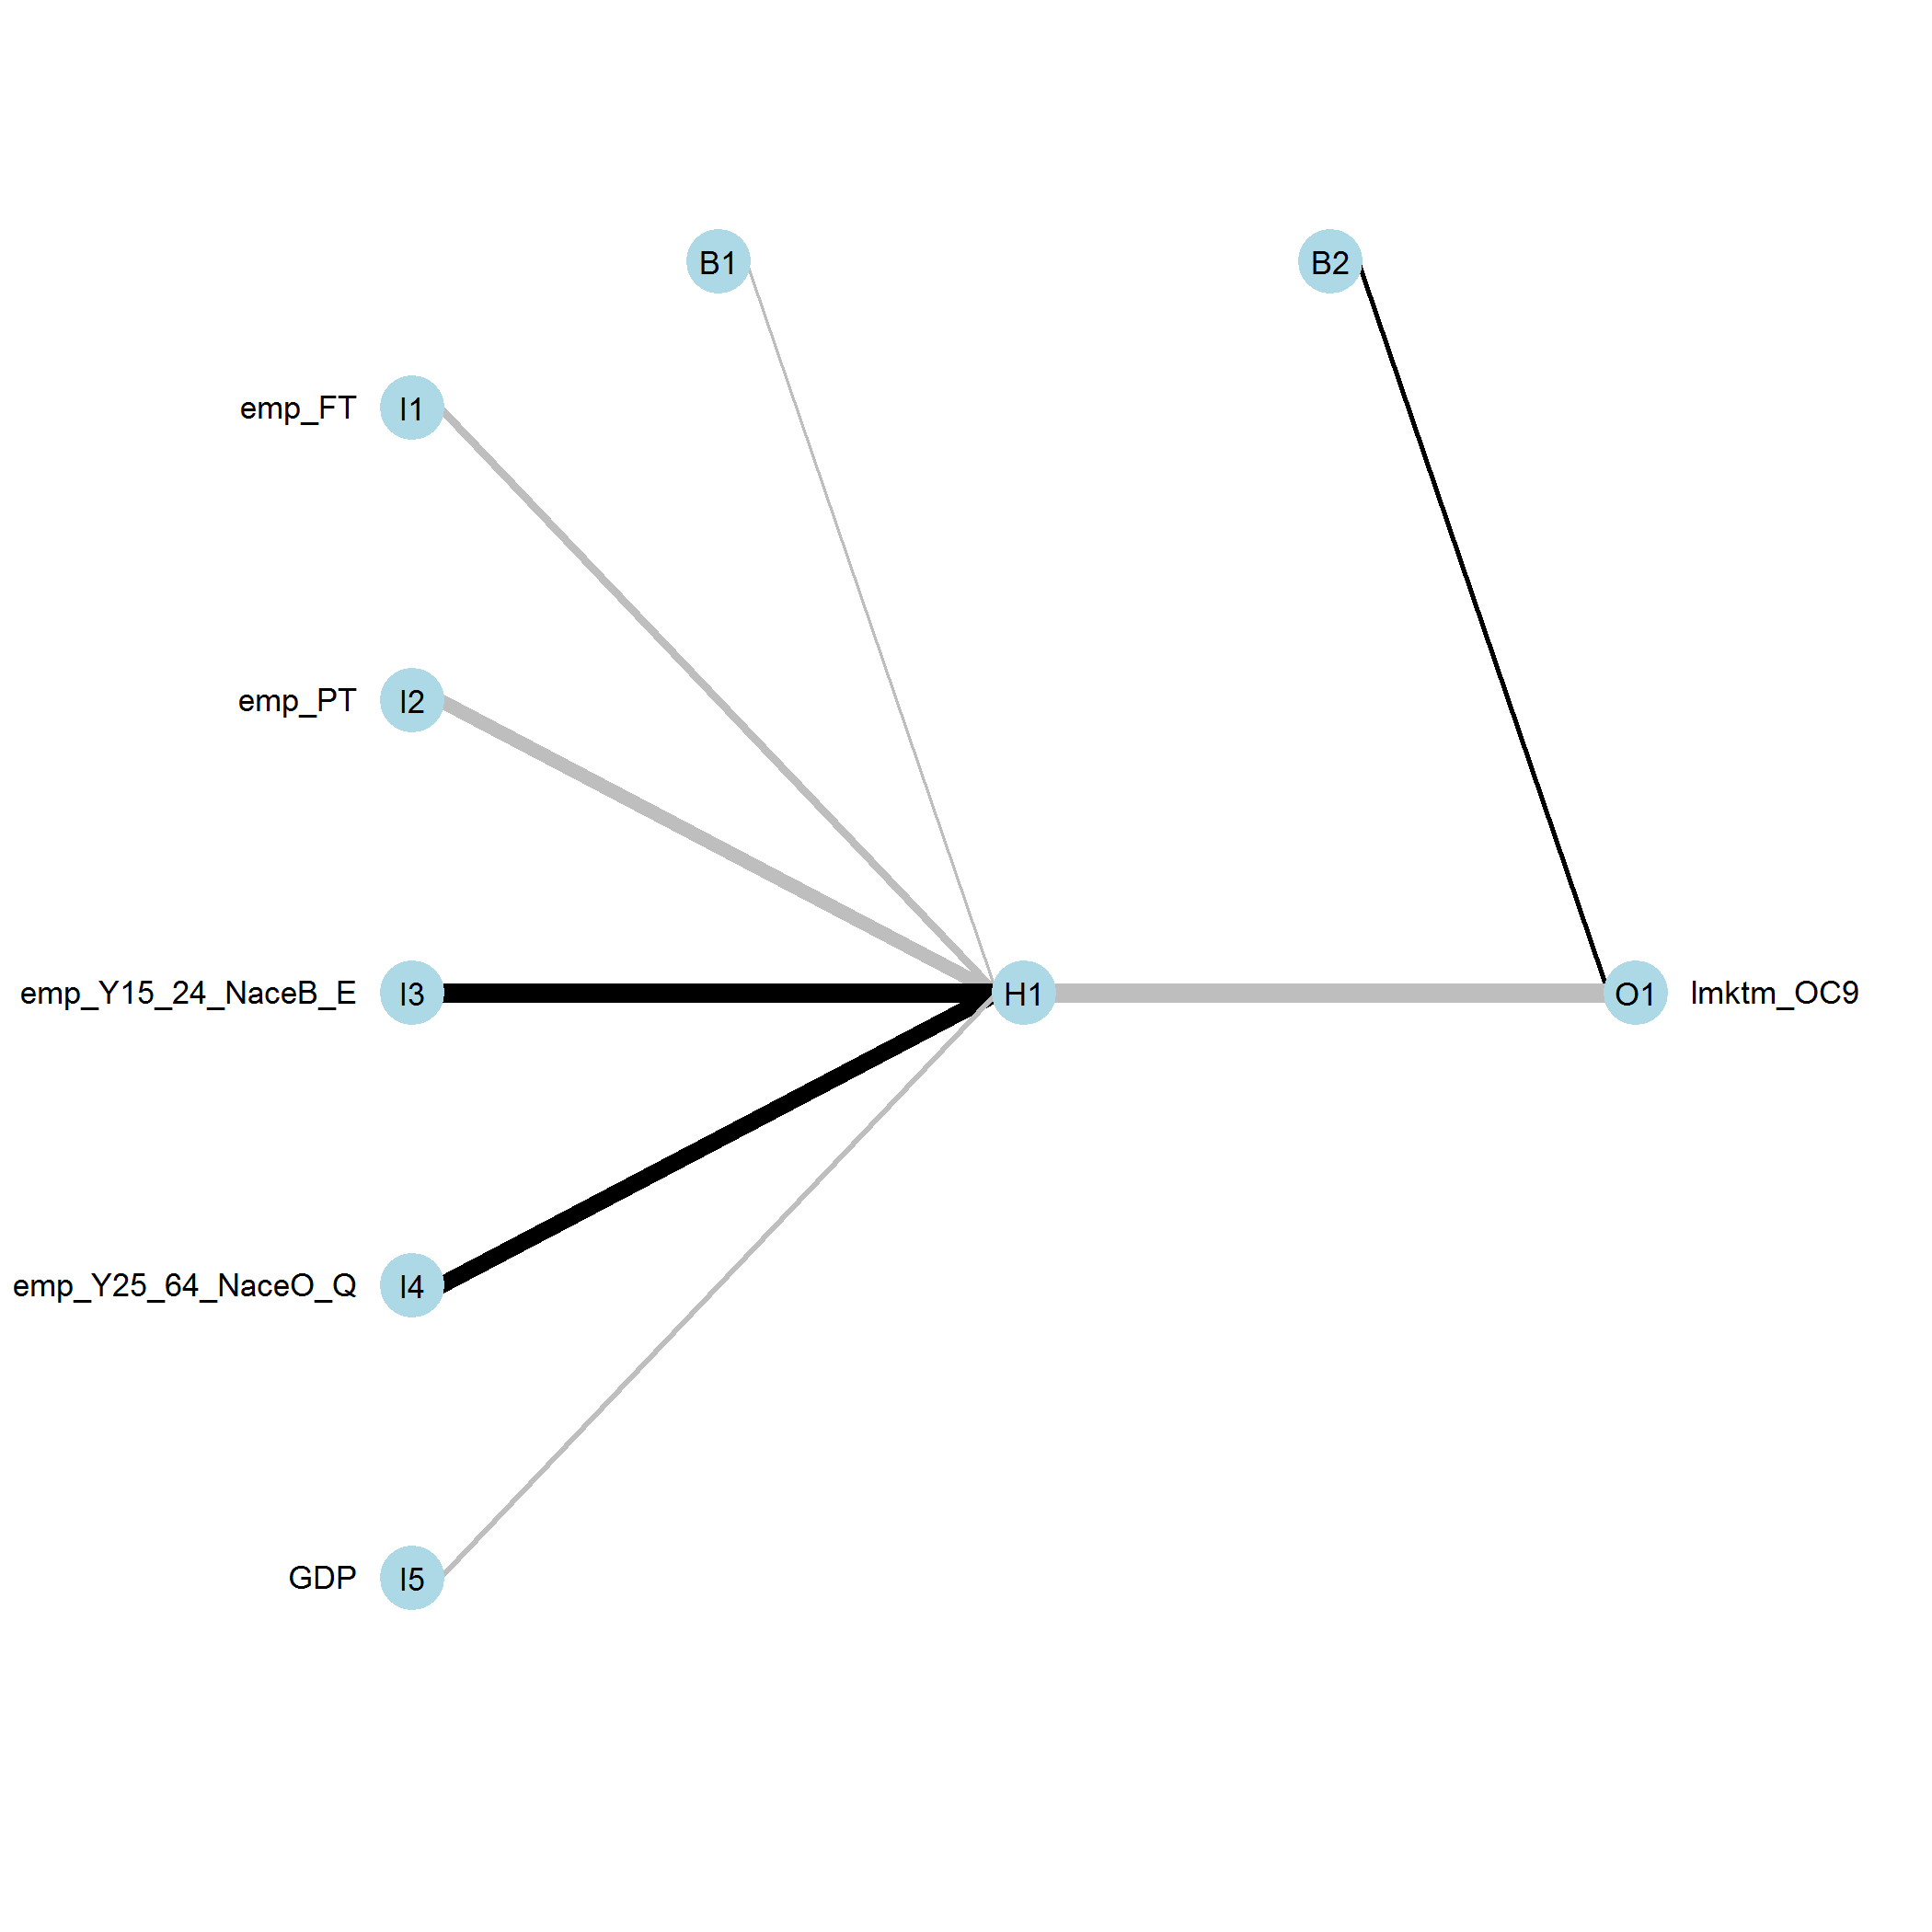 B1
B2
emp_FT
I1
emp_PT
I2
emp_Y15_24_NaceB_E
I3
H1
O1
lmktm_OC9
emp_Y25_64_NaceO_Q
I4
GDP
I5